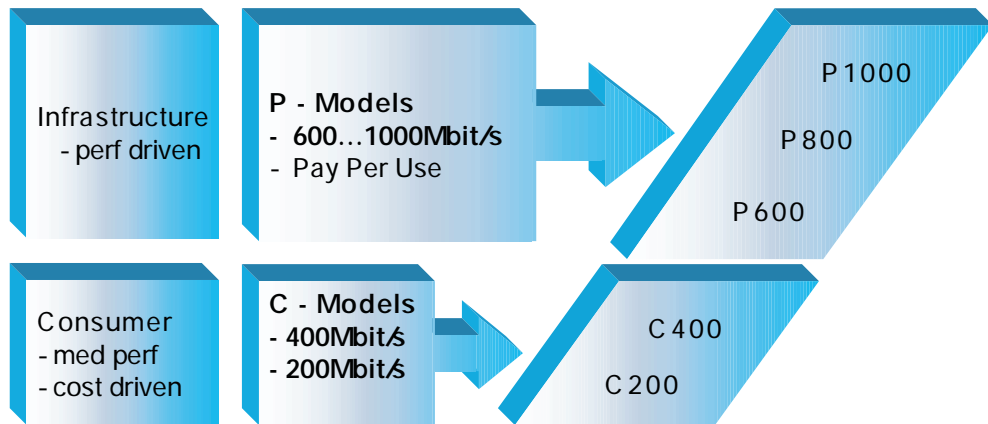 Infrastructure
- perf driven
P - Models
- 600...1000Mbit/s
- Pay Per Use
P1000
P800
P600
Consumer
- med perf
- cost driven
C - Models
- 400Mbit/s
- 200Mbit/s
C400
C200